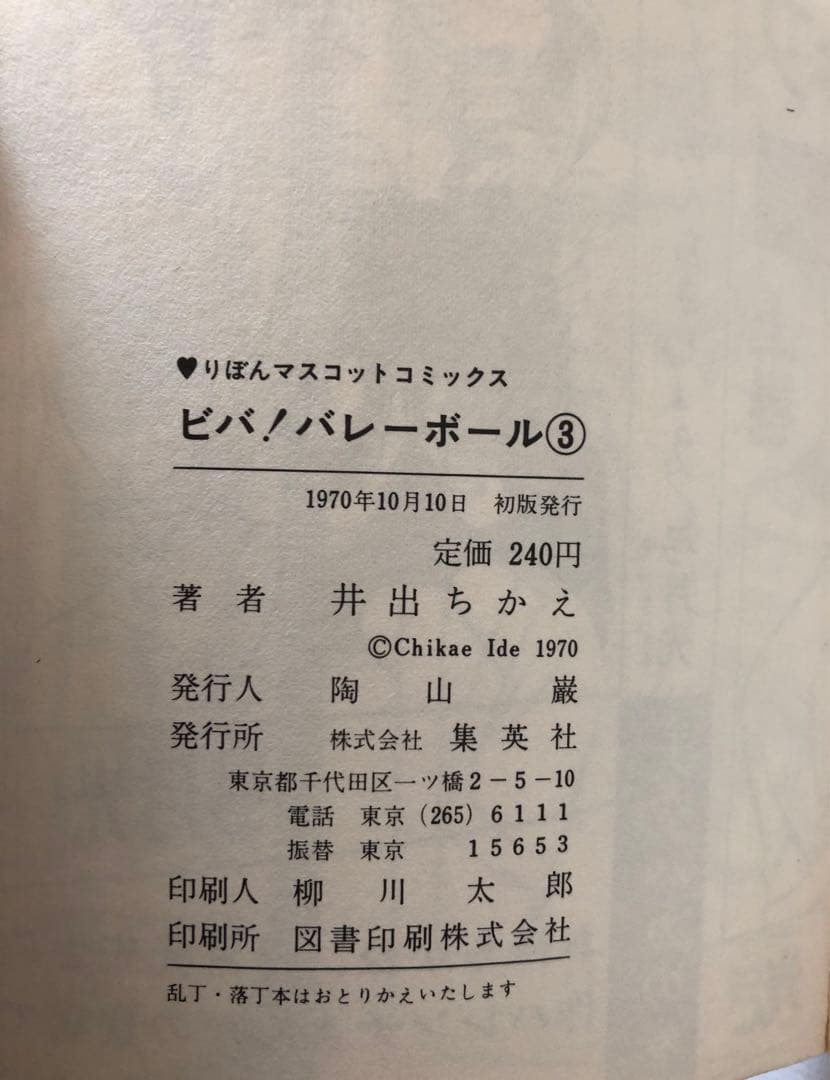 ♥りぼんマスコットコミックス
ビバ!バレーボール③
1970年10月10日 初版発行
定価 240円
著者 井出ちかえ
©Chikae Ide 1970
発行人 陶山巌
発行所 株式会社 集英社
東京都千代田区一ツ橋2-5-10
電話 東京(265)6111
振替 東京 15653
印刷人 柳川太郎
印刷所 図書印刷株式会社
乱丁・落丁本はおとりかえいたします